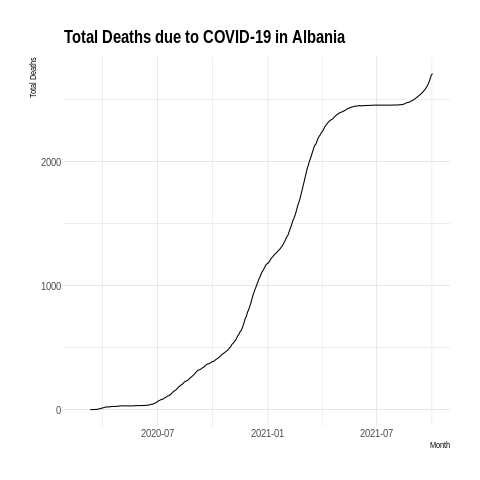 Total Deaths due to COVID-19 in Albania
Total Deaths
2000
1000
0
2020-07 2021-01 2021-07
Month